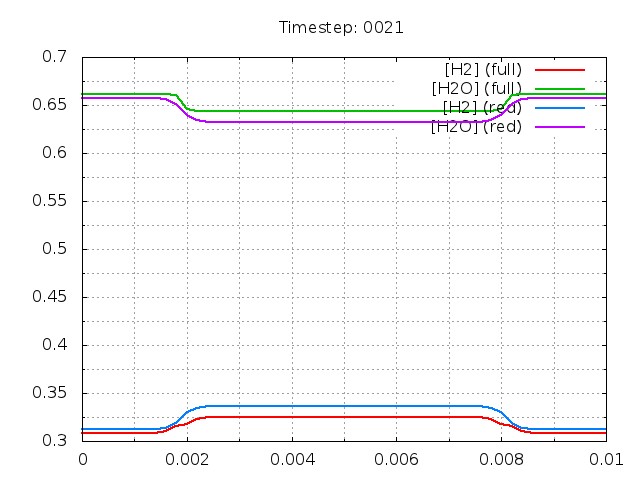 Timestep: 0021
0.7
[H2] (full)
[H2O] (full)
0.65
[H2] (red)
[H2O] (red)
0.6
0.55
0.5
0.45
0.4
0.35
0.3
0 0.002 0.004 0.006 0.008 0.01